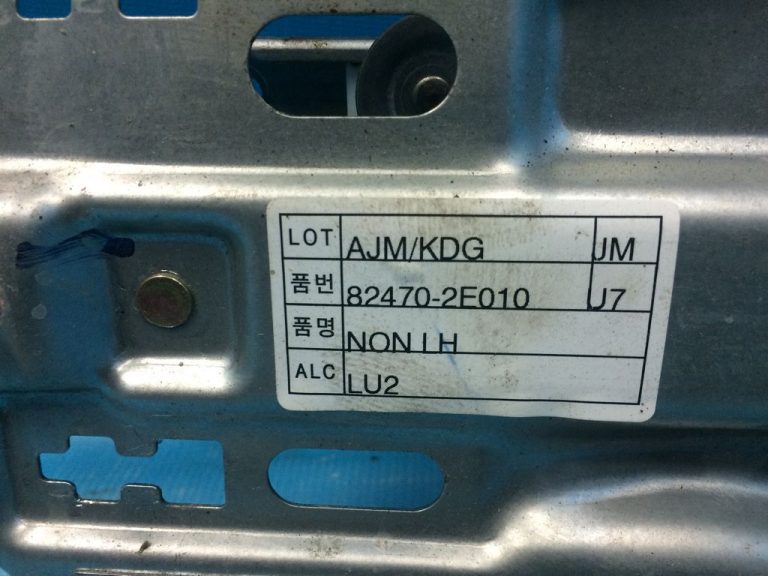 LOT AJM/KDG JM
품번 82470-2E010 U7
품명 NON LH
ALC LU2